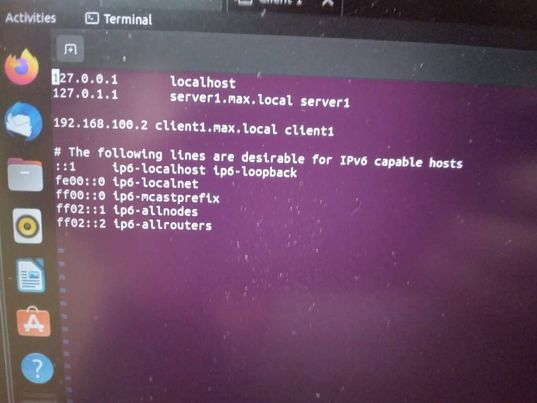 Activities
Terminal
127.0.0.1 localhost
127.0.1.1 server1.max.local server1
192.168.100.2 client1.max.local client1
# The following lines are desirable for IPv6 capable hosts
::1 ip6-localhost ip6-loopback
fe00::0 ip6-localnet
ff00::0 ip6-mcastprefix
ff02::1 ip6-allnodes
ff02::2 ip6-allrouters